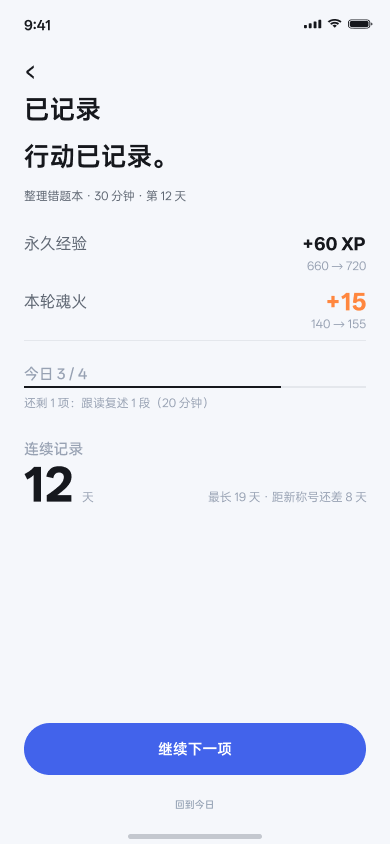 9:41
已记录
行动已记录。
整理错题本 · 30 分钟 · 第 12 天
永久经验
+60 XP
660 → 720
本轮魂火
+15
140 → 155
今日 3 / 4
还剩 1 项：跟读复述 1 段（20 分钟）
连续记录
12 天
最长 19 天 · 距新称号还差 8 天
继续下一项
回到今日